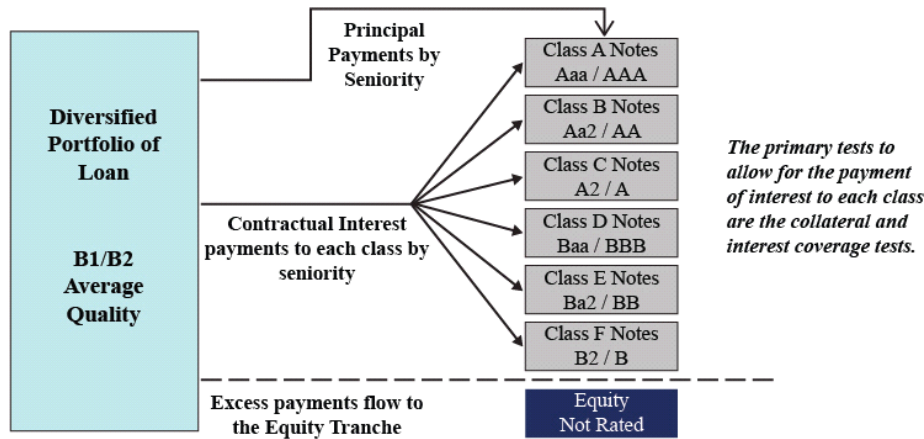 Diversified
Portfolio of
Loan
B1/B2
Average
Quality
Principal
Payments by
Seniority
Contractual Interest
payments to each class by
seniority
Class A Notes
Aaa / AAA
Class B Notes
Aa2 / AA
Class C Notes
A2 / A
Class D Notes
Baa / BBB
Class E Notes
Ba2 / BB
Class F Notes
B2 / B
The primary tests to
allow for the payment
of interest to each class
are the collateral and
interest coverage tests.
Excess payments flow to
the Equity Tranche
Equity
Not Rated